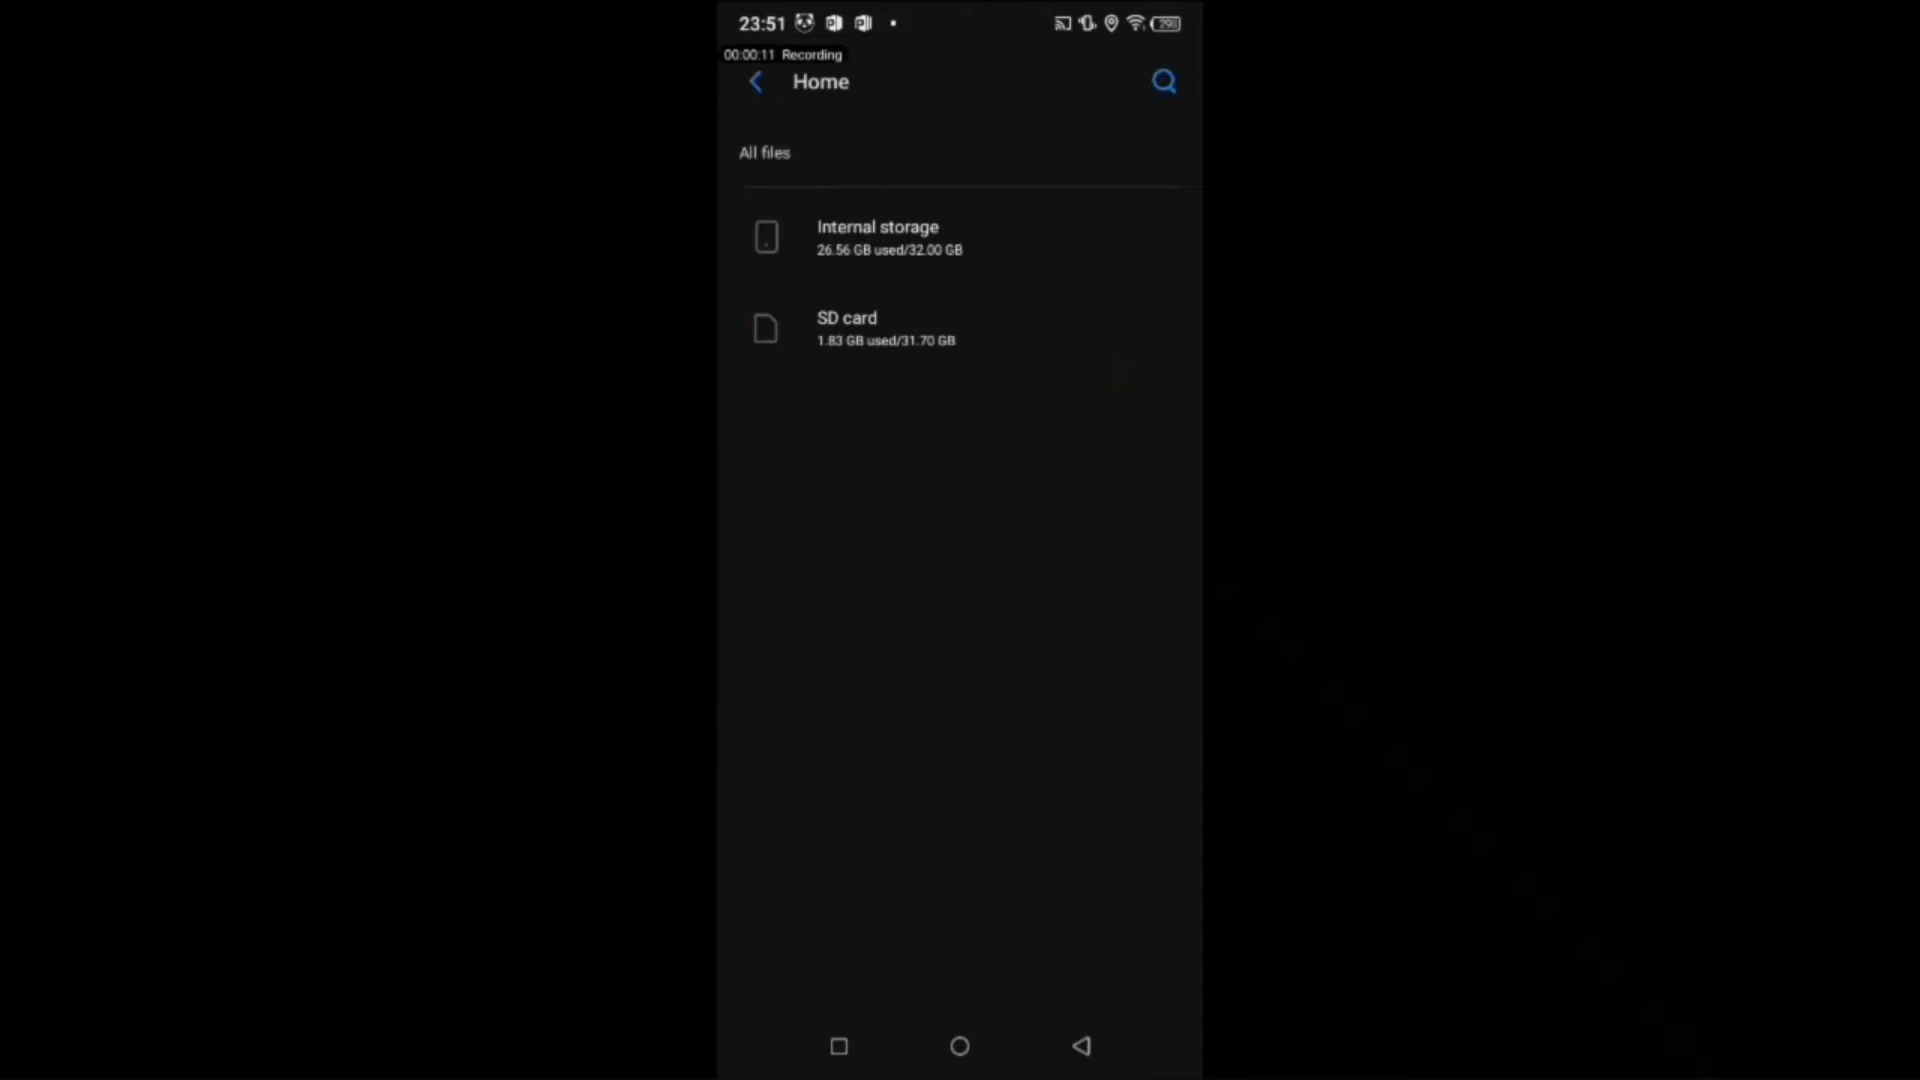 23:51
00:00:11 Recording
Home
All files
Internal storage
26.56 GB used/32.00 GB
SD card
1.83 GB used/31.70 GB